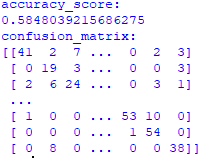 accuracy_score:
0.5848039215686275
confusion_matrix:
[[41  2  7 ...  0  2  3]
 [ 0 19  3 ...  0  0  3]
 [ 2  6 24 ...  0  3  1]
 ...
 [ 1  0  0 ... 53 10  0]
 [ 0  0  0 ...  1 54  0]
 [ 0  8  0 ...  0  0 38]]